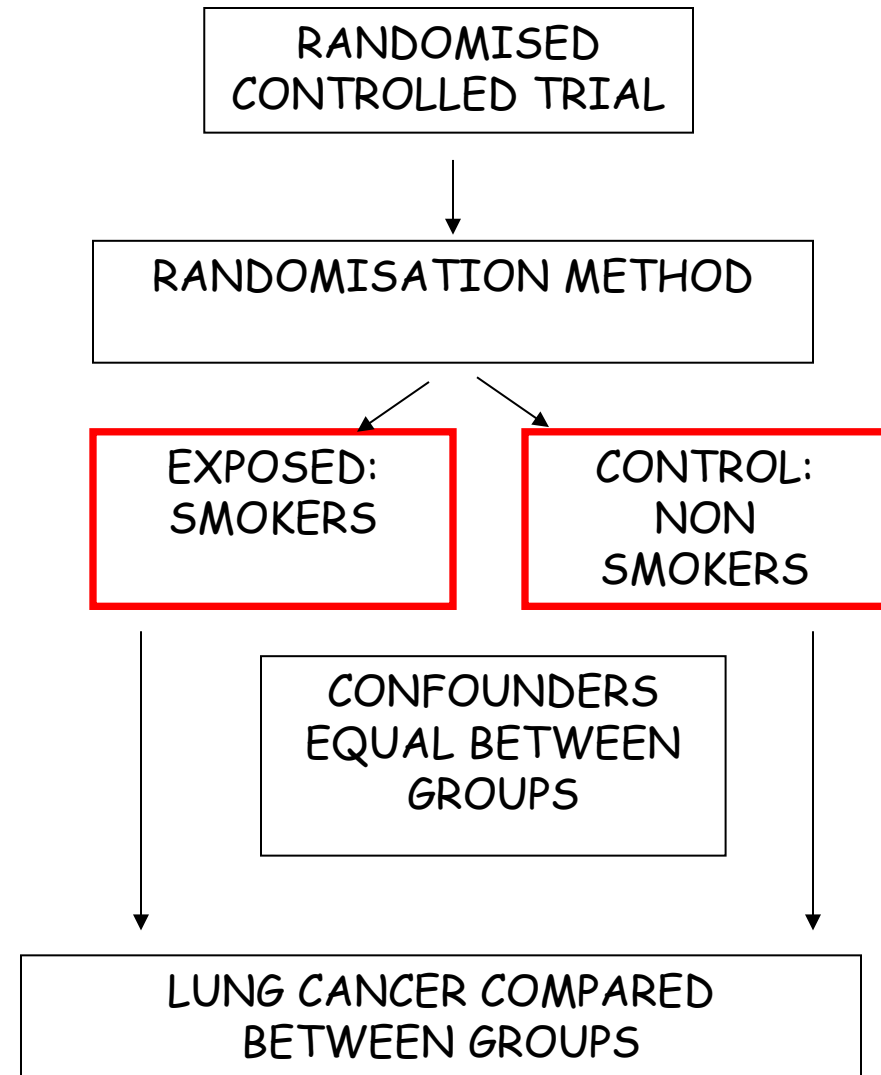 RANDOMISED
CONTROLLED TRIAL
RANDOMISATION METHOD
EXPOSED:
SMOKERS
CONTROL:
NON
SMOKERS
CONFOUNDERS
EQUAL BETWEEN
GROUPS
LUNG CANCER COMPARED
BETWEEN GROUPS